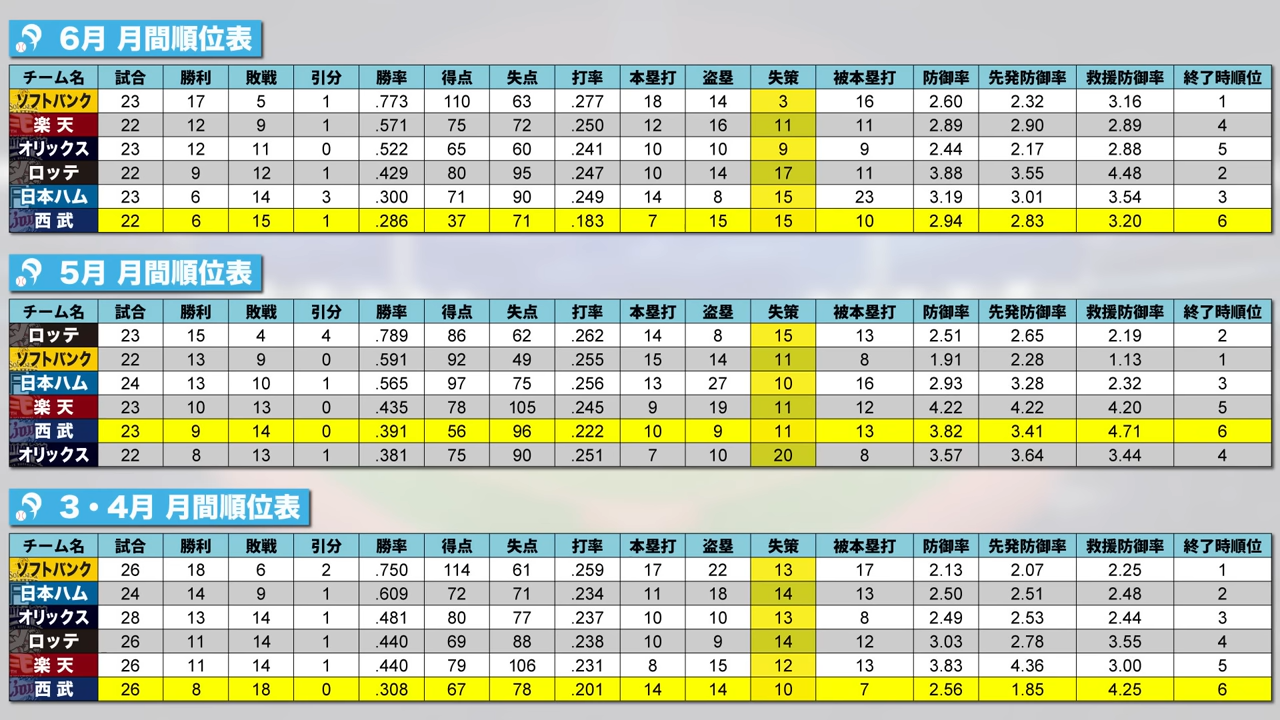 6月 月間順位表
チーム名 試合 勝利 敗戦 引分 勝率 得点 失点 打率 本塁打 盗塁 失策 被本塁打 防御率 先発防御率 救援防御率 終了時順位
ソフトバンク 23 17 5 1 .773 110 63 .277 18 14 3 16 2.60 2.32 3.16 1
楽天 22 12 9 1 .571 75 72 .250 12 16 11 11 2.89 2.90 2.89 4
オリックス 23 12 11 0 .522 65 60 .241 10 10 9 9 2.44 2.17 2.88 5
ロッテ 22 9 12 1 .429 80 95 .247 10 14 17 11 3.88 3.55 4.48 2
日本ハム 23 6 14 3 .300 71 90 .249 14 8 15 23 3.19 3.01 3.54 3
西武 22 6 15 1 .286 37 71 .183 7 15 15 10 2.94 2.83 3.20 6
5月 月間順位表
チーム名 試合 勝利 敗戦 引分 勝率 得点 失点 打率 本塁打 盗塁 失策 被本塁打 防御率 先発防御率 救援防御率 終了時順位
ロッテ 23 15 4 4 .789 86 62 .262 14 8 15 13 2.51 2.65 2.19 2
ソフトバンク 22 13 9 0 .591 92 49 .255 15 14 11 8 1.91 2.28 1.13 1
日本ハム 24 13 10 1 .565 97 75 .256 13 27 10 16 2.93 3.28 2.32 3
楽天 23 10 13 0 .435 78 105 .245 9 19 11 12 4.22 4.22 4.20 5
西武 23 9 14 0 .391 56 96 .222 10 9 11 13 3.82 3.41 4.71 6
オリックス 22 8 13 1 .381 75 90 .251 7 10 20 8 3.57 3.64 3.44 4
3・4月 月間順位表
チーム名 試合 勝利 敗戦 引分 勝率 得点 失点 打率 本塁打 盗塁 失策 被本塁打 防御率 先発防御率 救援防御率 終了時順位
ソフトバンク 26 18 6 2 .750 114 61 .259 17 22 13 17 2.13 2.07 2.25 1
日本ハム 24 14 9 1 .609 72 71 .234 11 18 14 13 2.50 2.51 2.48 2
オリックス 28 13 14 1 .481 80 77 .237 10 10 13 8 2.49 2.53 2.44 3
ロッテ 26 11 14 1 .440 69 88 .238 10 9 14 12 3.03 2.78 3.55 4
楽天 26 11 14 1 .440 79 106 .231 8 15 12 13 3.83 4.36 3.00 5
西武 26 8 18 0 .308 67 78 .201 14 14 10 7 2.56 1.85 4.25 6